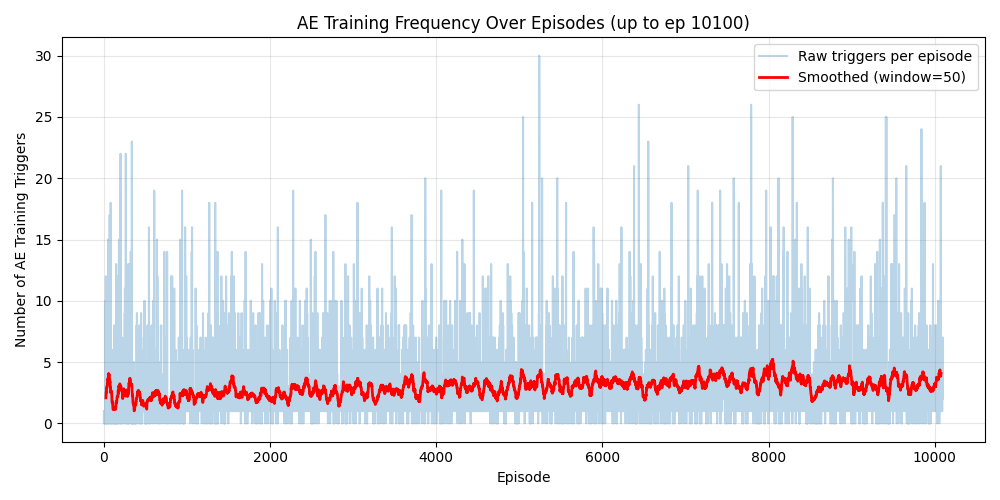 AE Training Frequency Over Episodes (up to ep 10100)
Raw triggers per episode
Smoothed (window=50)
Number of AE Training Triggers
30
25
20
15
10
5
0
0 2000 4000 6000 8000 10000
Episode